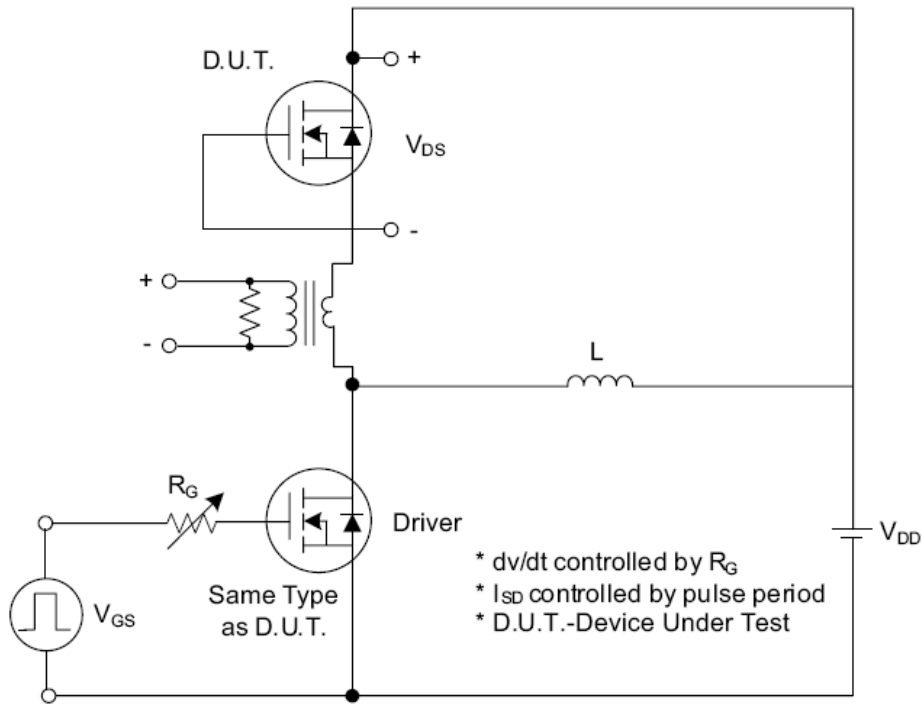 D.U.T.
+
V_DS
-
+
-
L
R_G
Driver
V_DD
V_GS
Same Type
as D.U.T.
* dv/dt controlled by R_G
* I_SD controlled by pulse period
* D.U.T.-Device Under Test